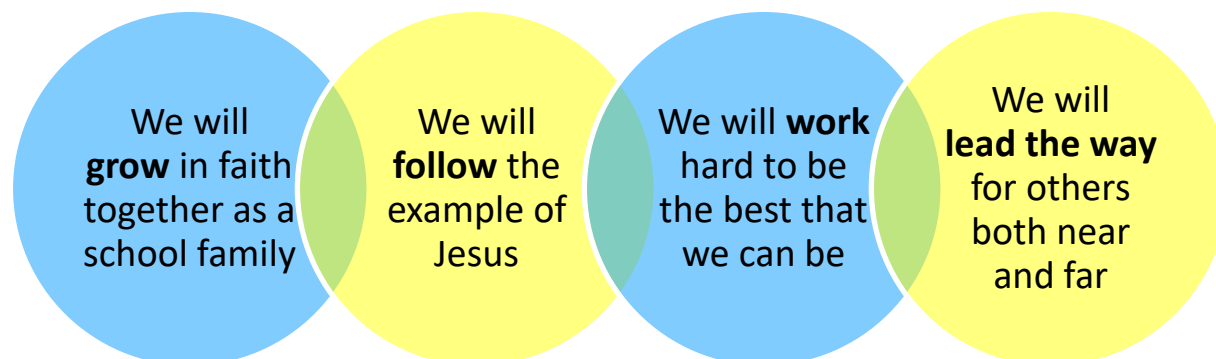 We will
grow in faith
together as a
school family
We will
follow the
example of
Jesus
We will work
hard to be
the best that
we can be
We will
lead the way
for others
both near
and far